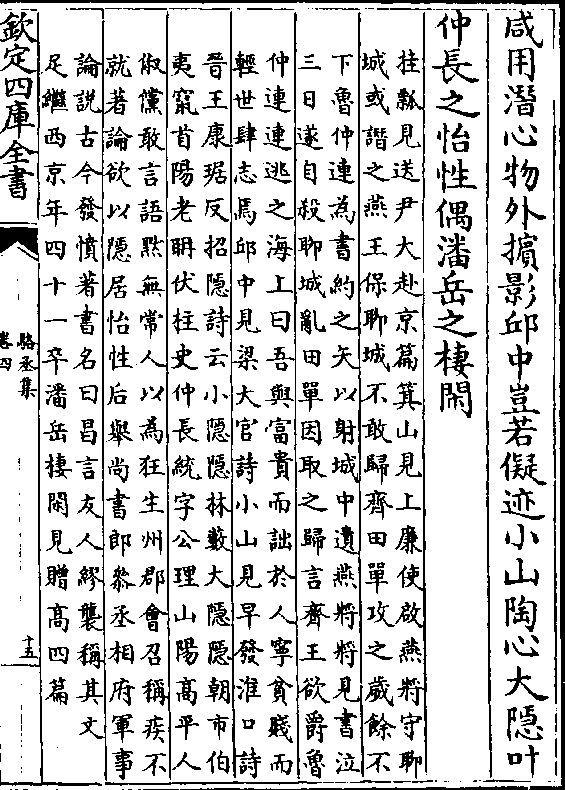 咸用潛心物外擯影邱中豈若儗迹小山陶心大隱叶
仲長之怡性偶潘岳之棲閑
挂瓢見送尹大赴京篇箕山見上廉使啟燕將守聊
城或譖之燕王保聊城不敢歸齊田單攻之歲餘不
下魯仲連為書約之矢以射城中遺燕將將見書泣
三日遂自殺聊城亂田單因取之歸言齊王欲爵魯
仲連連逃之海上曰吾與富貴而詘於人寧貧賤而
輕世肆志焉邱中見梁大官詩小山見早發淮口詩
晉王康琚反招隱詩云小隱隱林藪大隱隱朝市伯
夷竄首陽老聃伏柱史仲長統字公理山陽高平人
俶儻敢言語黙無常人以為狂生州郡會召稱疾不
就著論欲以隱居怡性后舉尚書郎叅丞相府軍事
論說古今發憤著書名曰昌言友人繆襲稱其文
足繼西京年四十一卒潘岳棲閑見贈高四篇
欽定四庫全書
駱丞集
卷四
十五